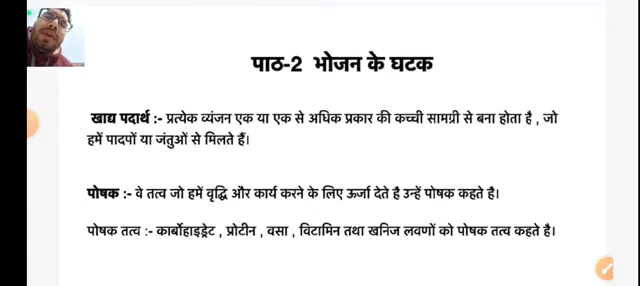 पाठ-2 भोजन के घटक
खाद्य पदार्थ :- प्रत्येक व्यंजन एक या एक से अधिक प्रकार की कच्ची सामग्री से बना होता है , जो
हमें पादपों या जंतुओं से मिलते हैं।
पोषक :- वे तत्व जो हमें वृद्धि और कार्य करने के लिए ऊर्जा देते है उन्हें पोषक कहते है।
पोषक तत्व :- कार्बोहाइड्रेट , प्रोटीन , वसा , विटामिन तथा खनिज लवणों को पोषक तत्व कहते है।